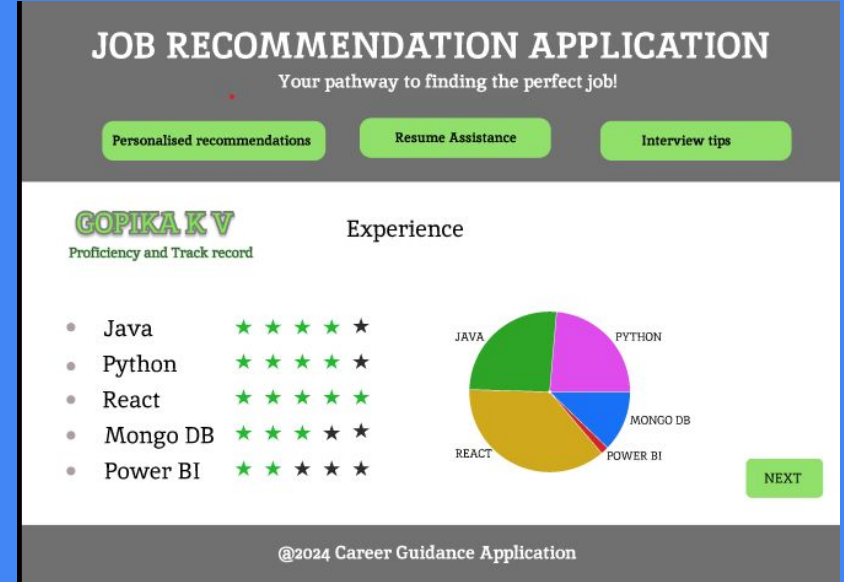 JOB RECOMMENDATION APPLICATION
Your pathway to finding the perfect job!
Personalised recommendations
Resume Assistance
Interview tips
GOPIKA K V
Proficiency and Track record
Experience
Java
Python
React
Mongo DB
Power BI
JAVA
PYTHON
MONGO DB
REACT
POWER BI
NEXT
@2024 Career Guidance Application